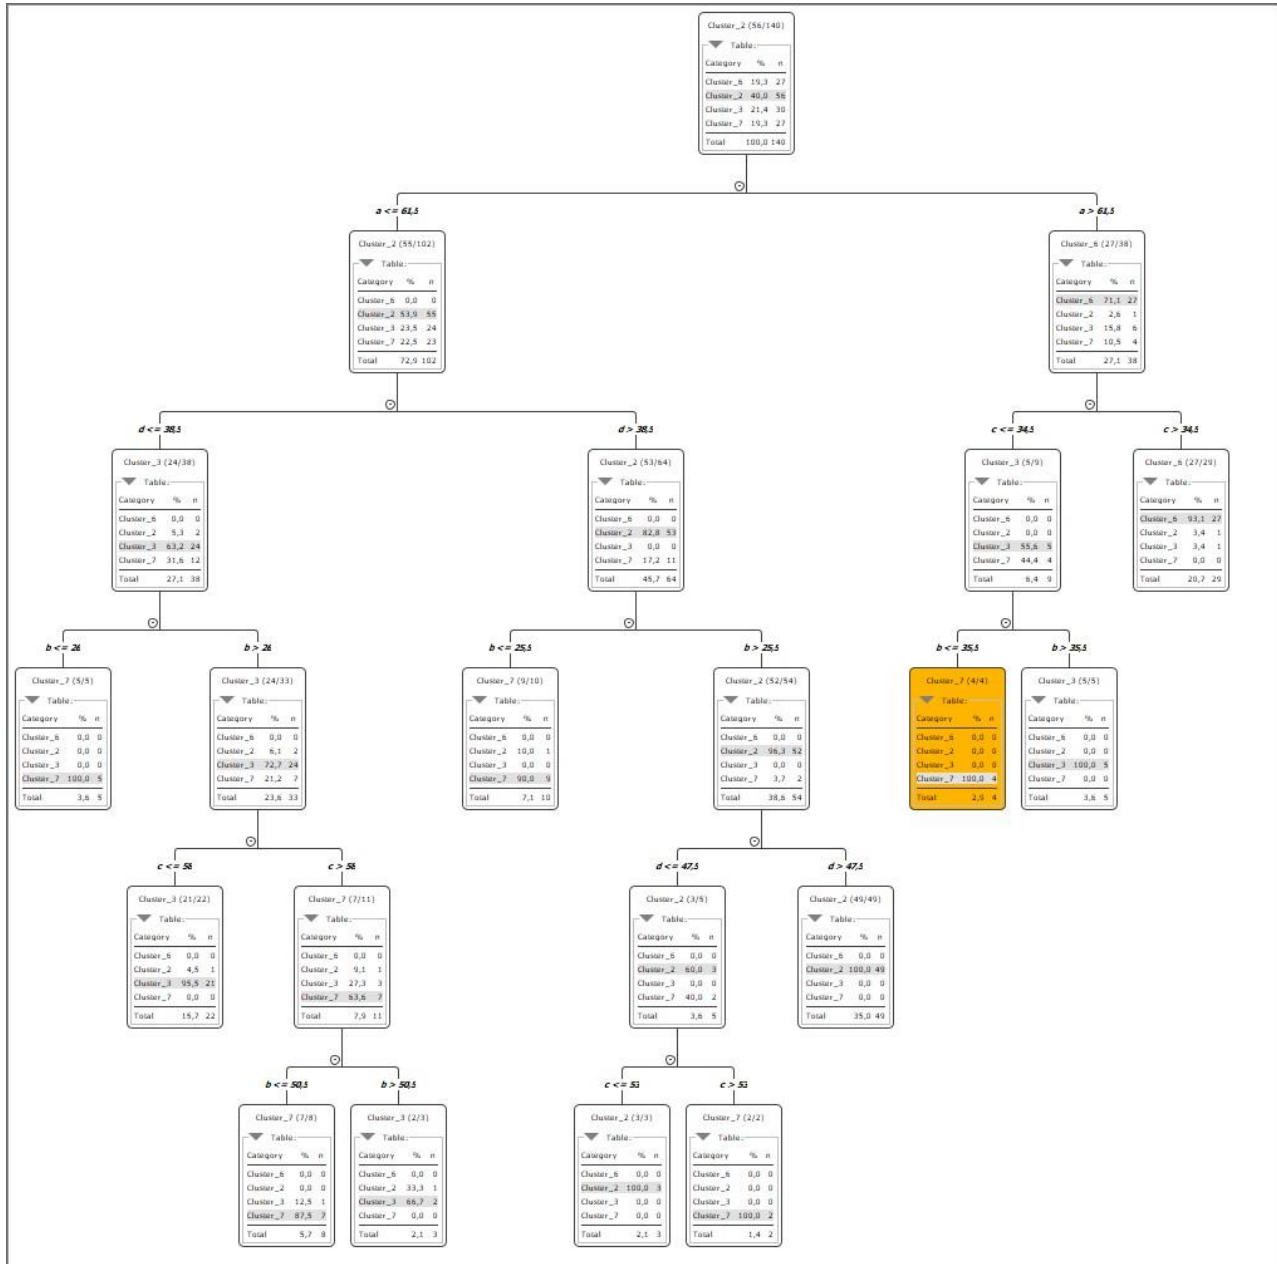 Cluster_2 (56/140)
Table:
Category % n
Cluster_6 19,3 27
Cluster_2 40,0 56
Cluster_3 21,4 30
Cluster_7 19,3 27
Total 100,0 140
a <= 61,5
a > 61,5
Cluster_2 (55/102)
Table:
Category % n
Cluster_6 0,0 0
Cluster_2 53,9 55
Cluster_3 23,5 24
Cluster_7 22,5 23
Total 72,9 102
Cluster_6 (27/38)
Table:
Category % n
Cluster_6 71,1 27
Cluster_2 2,6 1
Cluster_3 15,8 6
Cluster_7 10,5 4
Total 27,1 38
d <= 38,5
d > 38,5
c <= 34,5
c > 34,5
Cluster_3 (24/38)
Table:
Category % n
Cluster_6 0,0 0
Cluster_2 5,3 2
Cluster_3 63,2 24
Cluster_7 31,6 12
Total 27,1 38
Cluster_2 (53/64)
Table:
Category % n
Cluster_6 0,0 0
Cluster_2 82,8 53
Cluster_3 0,0 0
Cluster_7 17,2 11
Total 45,7 64
Cluster_3 (5/9)
Table:
Category % n
Cluster_6 0,0 0
Cluster_2 0,0 0
Cluster_3 55,6 5
Cluster_7 44,4 4
Total 6,4 9
Cluster_6 (27/29)
Table:
Category % n
Cluster_6 93,1 27
Cluster_2 3,4 1
Cluster_3 3,4 1
Cluster_7 0,0 0
Total 20,7 29
b <= 26
b > 26
b <= 25,5
b > 25,5
b <= 35,5
b > 35,5
Cluster_7 (5/5)
Table:
Category % n
Cluster_6 0,0 0
Cluster_2 0,0 0
Cluster_3 0,0 0
Cluster_7 100,0 5
Total 3,6 5
Cluster_3 (24/33)
Table:
Category % n
Cluster_6 0,0 0
Cluster_2 6,1 2
Cluster_3 72,7 24
Cluster_7 21,2 7
Total 23,6 33
Cluster_7 (9/10)
Table:
Category % n
Cluster_6 0,0 0
Cluster_2 10,0 1
Cluster_3 0,0 0
Cluster_7 90,0 9
Total 7,1 10
Cluster_2 (52/54)
Table:
Category % n
Cluster_6 0,0 0
Cluster_2 96,3 52
Cluster_3 0,0 0
Cluster_7 3,7 2
Total 38,6 54
Cluster_7 (4/4)
Table:
Category % n
Cluster_6 0,0 0
Cluster_2 0,0 0
Cluster_3 0,0 0
Cluster_7 100,0 4
Total 2,9 4
Cluster_3 (5/5)
Table:
Category % n
Cluster_6 0,0 0
Cluster_2 0,0 0
Cluster_3 100,0 5
Cluster_7 0,0 0
Total 3,6 5
c <= 58
c > 58
d <= 47,5
d > 47,5
Cluster_3 (21/22)
Table:
Category % n
Cluster_6 0,0 0
Cluster_2 4,5 1
Cluster_3 95,5 21
Cluster_7 0,0 0
Total 15,7 22
Cluster_7 (7/11)
Table:
Category % n
Cluster_6 0,0 0
Cluster_2 9,1 1
Cluster_3 27,3 3
Cluster_7 63,6 7
Total 7,9 11
Cluster_2 (3/5)
Table:
Category % n
Cluster_6 0,0 0
Cluster_2 60,0 3
Cluster_3 0,0 0
Cluster_7 40,0 2
Total 3,6 5
Cluster_2 (49/49)
Table:
Category % n
Cluster_6 0,0 0
Cluster_2 100,0 49
Cluster_3 0,0 0
Cluster_7 0,0 0
Total 35,0 49
b <= 50,5
b > 50,5
c <= 53
c > 53
Cluster_7 (7/8)
Table:
Category % n
Cluster_6 0,0 0
Cluster_2 0,0 0
Cluster_3 12,5 1
Cluster_7 87,5 7
Total 5,7 8
Cluster_3 (2/3)
Table:
Category % n
Cluster_6 0,0 0
Cluster_2 33,3 1
Cluster_3 66,7 2
Cluster_7 0,0 0
Total 2,1 3
Cluster_2 (3/3)
Table:
Category % n
Cluster_6 0,0 0
Cluster_2 100,0 3
Cluster_3 0,0 0
Cluster_7 0,0 0
Total 2,1 3
Cluster_7 (2/2)
Table:
Category % n
Cluster_6 0,0 0
Cluster_2 0,0 0
Cluster_3 0,0 0
Cluster_7 100,0 2
Total 1,4 2